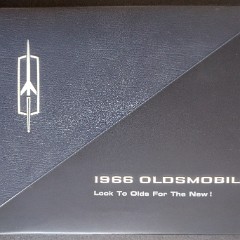 1966 OLDSMOBIL
Look To Olds For The New!